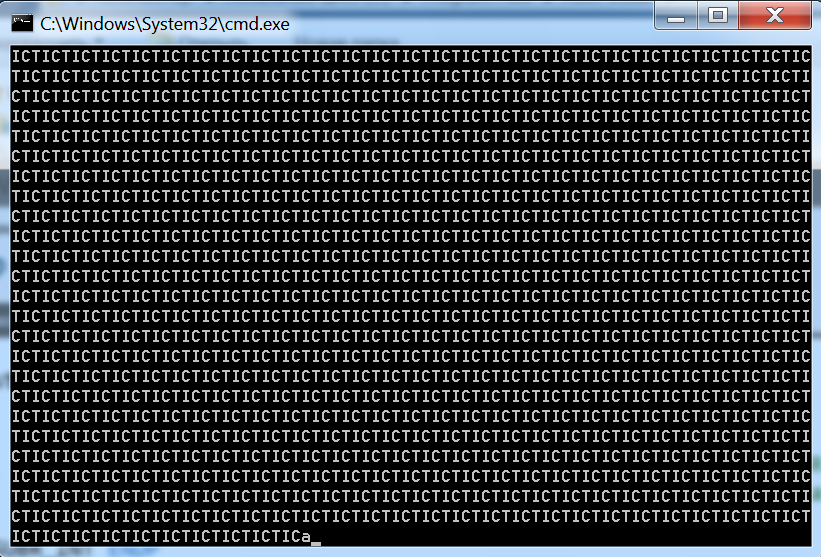 C:\Windows\System32\cmd.exe
ICTICTICTICTICTICTICTICTICTICTICTICTICTICTICTICTICTICTICTICTICTICTICTICTICTICTIC
TICTICTICTICTICTICTICTICTICTICTICTICTICTICTICTICTICTICTICTICTICTICTICTICTICTICTI
CTICTICTICTICTICTICTICTICTICTICTICTICTICTICTICTICTICTICTICTICTICTICTICTICTICTICT
ICTICTICTICTICTICTICTICTICTICTICTICTICTICTICTICTICTICTICTICTICTICTICTICTICTICTIC
TICTICTICTICTICTICTICTICTICTICTICTICTICTICTICTICTICTICTICTICTICTICTICTICTICTICTI
CTICTICTICTICTICTICTICTICTICTICTICTICTICTICTICTICTICTICTICTICTICTICTICTICTICTICT
ICTICTICTICTICTICTICTICTICTICTICTICTICTICTICTICTICTICTICTICTICTICTICTICTICTICTIC
TICTICTICTICTICTICTICTICTICTICTICTICTICTICTICTICTICTICTICTICTICTICTICTICTICTICTI
CTICTICTICTICTICTICTICTICTICTICTICTICTICTICTICTICTICTICTICTICTICTICTICTICTICTICT
ICTICTICTICTICTICTICTICTICTICTICTICTICTICTICTICTICTICTICTICTICTICTICTICTICTICTIC
TICTICTICTICTICTICTICTICTICTICTICTICTICTICTICTICTICTICTICTICTICTICTICTICTICTICTI
CTICTICTICTICTICTICTICTICTICTICTICTICTICTICTICTICTICTICTICTICTICTICTICTICTICTICT
ICTICTICTICTICTICTICTICTICTICTICTICTICTICTICTICTICTICTICTICTICTICTICTICTICTICTIC
TICTICTICTICTICTICTICTICTICTICTICTICTICTICTICTICTICTICTICTICTICTICTICTICTICTICTI
CTICTICTICTICTICTICTICTICTICTICTICTICTICTICTICTICTICTICTICTICTICTICTICTICTICTICT
ICTICTICTICTICTICTICTICTICTICTICTICTICTICTICTICTICTICTICTICTICTICTICTICTICTICTIC
TICTICTICTICTICTICTICTICTICTICTICTICTICTICTICTICTICTICTICTICTICTICTICTICTICTICTI
CTICTICTICTICTICTICTICTICTICTICTICTICTICTICTICTICTICTICTICTICTICTICTICTICTICTICT
ICTICTICTICTICTICTICTICTICTICTICTICTICTICTICTICTICTICTICTICTICTICTICTICTICTICTIC
TICTICTICTICTICTICTICTICTICTICTICTICTICTICTICTICTICTICTICTICTICTICTICTICTICTICTI
CTICTICTICTICTICTICTICTICTICTICTICTICTICTICTICTICTICTICTICTICTICTICTICTICTICTICT
ICTICTICTICTICTICTICTICTICTICTICTICTICTICTICTICTICTICTICTICTICTICTICTICTICTICTIC
TICTICTICTICTICTICTICTICTICTICTICTICTICTICTICTICTICTICTICTICTICTICTICTICTICTICTI
CTICTICTICTICTICTICTICTICTICTICTICTICTICTICTICTICTICTICTICTICTICTICTICTICTICTICT
ICTICTICTICTICTICTICTICTICTICa_